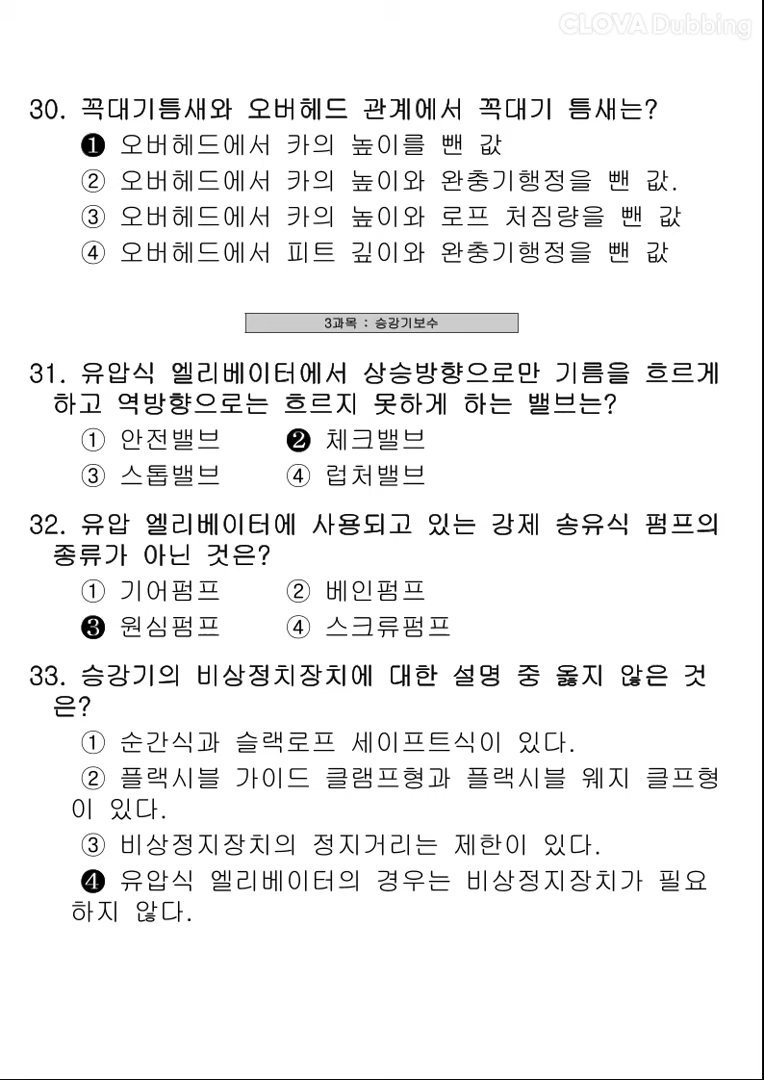 CLOVA Dubbing
30. 꼭대기틈새와 오버헤드 관계에서 꼭대기 틈새는?
❶ 오버헤드에서 카의 높이를 뺀 값
② 오버헤드에서 카의 높이와 완충기행정을 뺀 값.
③ 오버헤드에서 카의 높이와 로프 처짐량을 뺀 값
④ 오버헤드에서 피트 깊이와 완충기행정을 뺀 값
3과목 : 승강기보수
31. 유압식 엘리베이터에서 상승방향으로만 기름을 흐르게
하고 역방향으로는 흐르지 못하게 하는 밸브는?
① 안전밸브 ❷ 체크밸브
③ 스톱밸브 ④ 럽처밸브
32. 유압 엘리베이터에 사용되고 있는 강제 송유식 펌프의
종류가 아닌 것은?
① 기어펌프 ② 베인펌프
❸ 원심펌프 ④ 스크류펌프
33. 승강기의 비상정치장치에 대한 설명 중 옳지 않은 것
은?
① 순간식과 슬랙로프 세이프트식이 있다.
② 플랙시블 가이드 클램프형과 플랙시블 웨지 클프형
이 있다.
③ 비상정지장치의 정지거리는 제한이 있다.
❹ 유압식 엘리베이터의 경우는 비상정지장치가 필요
하지 않다.